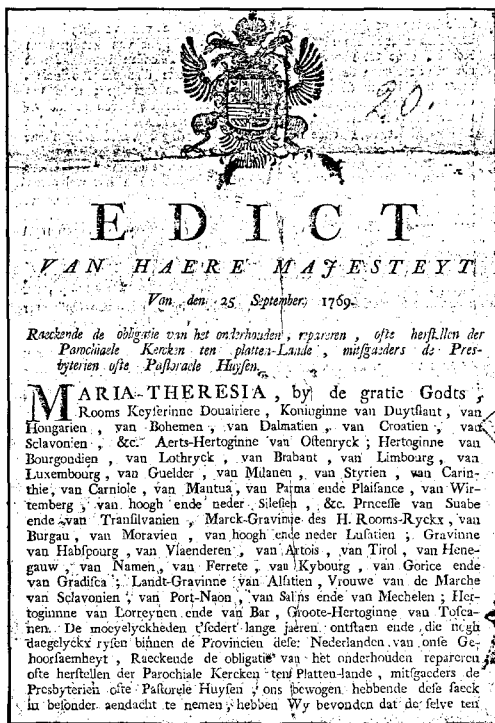 20.
EDICT
VAN HAERE MAJESTEYT
Van den 25 September 1769.
Raeckende de obligatie van het onderhouden, repareren, ofte herstellen der
Parochiale Kercken ten platten-Lande, mitsgaeders de Pres-
byterien ofte Pastorale Huysen.
MARIA-THERESIA, by de gratie Godts,
Rooms Keyserinne Douairiere, Koninginne van Duytslant, van
Hongarien, van Bohemen, van Dalmatien, van Croatien, van
Sclavonien, &c. Aerts-Hertoginne van Oostenryck; Hertoginne van
Bourgondien, van Lothryck, van Brabant, van Limbourg, van
Luxembourg, van Guelder, van Milanen, van Styrien, van Carin-
thie, van Carniole, van Mantua, van Parma ende Plaisance, van Wir-
temberg, van hoogh ende neder Silesien, &c. Princesse van Suabe
ende van Transilvanien, Marck-Gravinne des H. Rooms-Ryckx, van
Burgau, van Moravien, van hoogh ende neder Lusatien; Gravinne
van Habspourg, van Vlaenderen, van Artois, van Tirol, van Hene-
gauw, van Namen, van Ferrete, van Kybourg, van Gorice ende
van Gradisca; Landt-Gravinne van Alsatien, Vrouwe van de Marche
van Sclavonien, van Port-Naon, van Salins ende van Mechelen; Her-
toginne van Lorreynen ende van Bar, Groote-Hertoginne van Tosca-
nen. De moeyelyckheden t'sedert lange jaeren ontstaen ende die nogh
daegelyckx rysen binnen de Provincien deser Nederlanden van onse Ge-
hoorsaemheyt, Raeckende de obligatie van het onderhouden repareren
ofte herstellen der Parochiale Kercken ten Platten-lande, mitsgaeders de
Presbyterien ofte Pastorele Huysen, ons bewogen hebbende dese saeck
in besonder aendacht te nemen, hebben Wy bevonden dat de selve ten